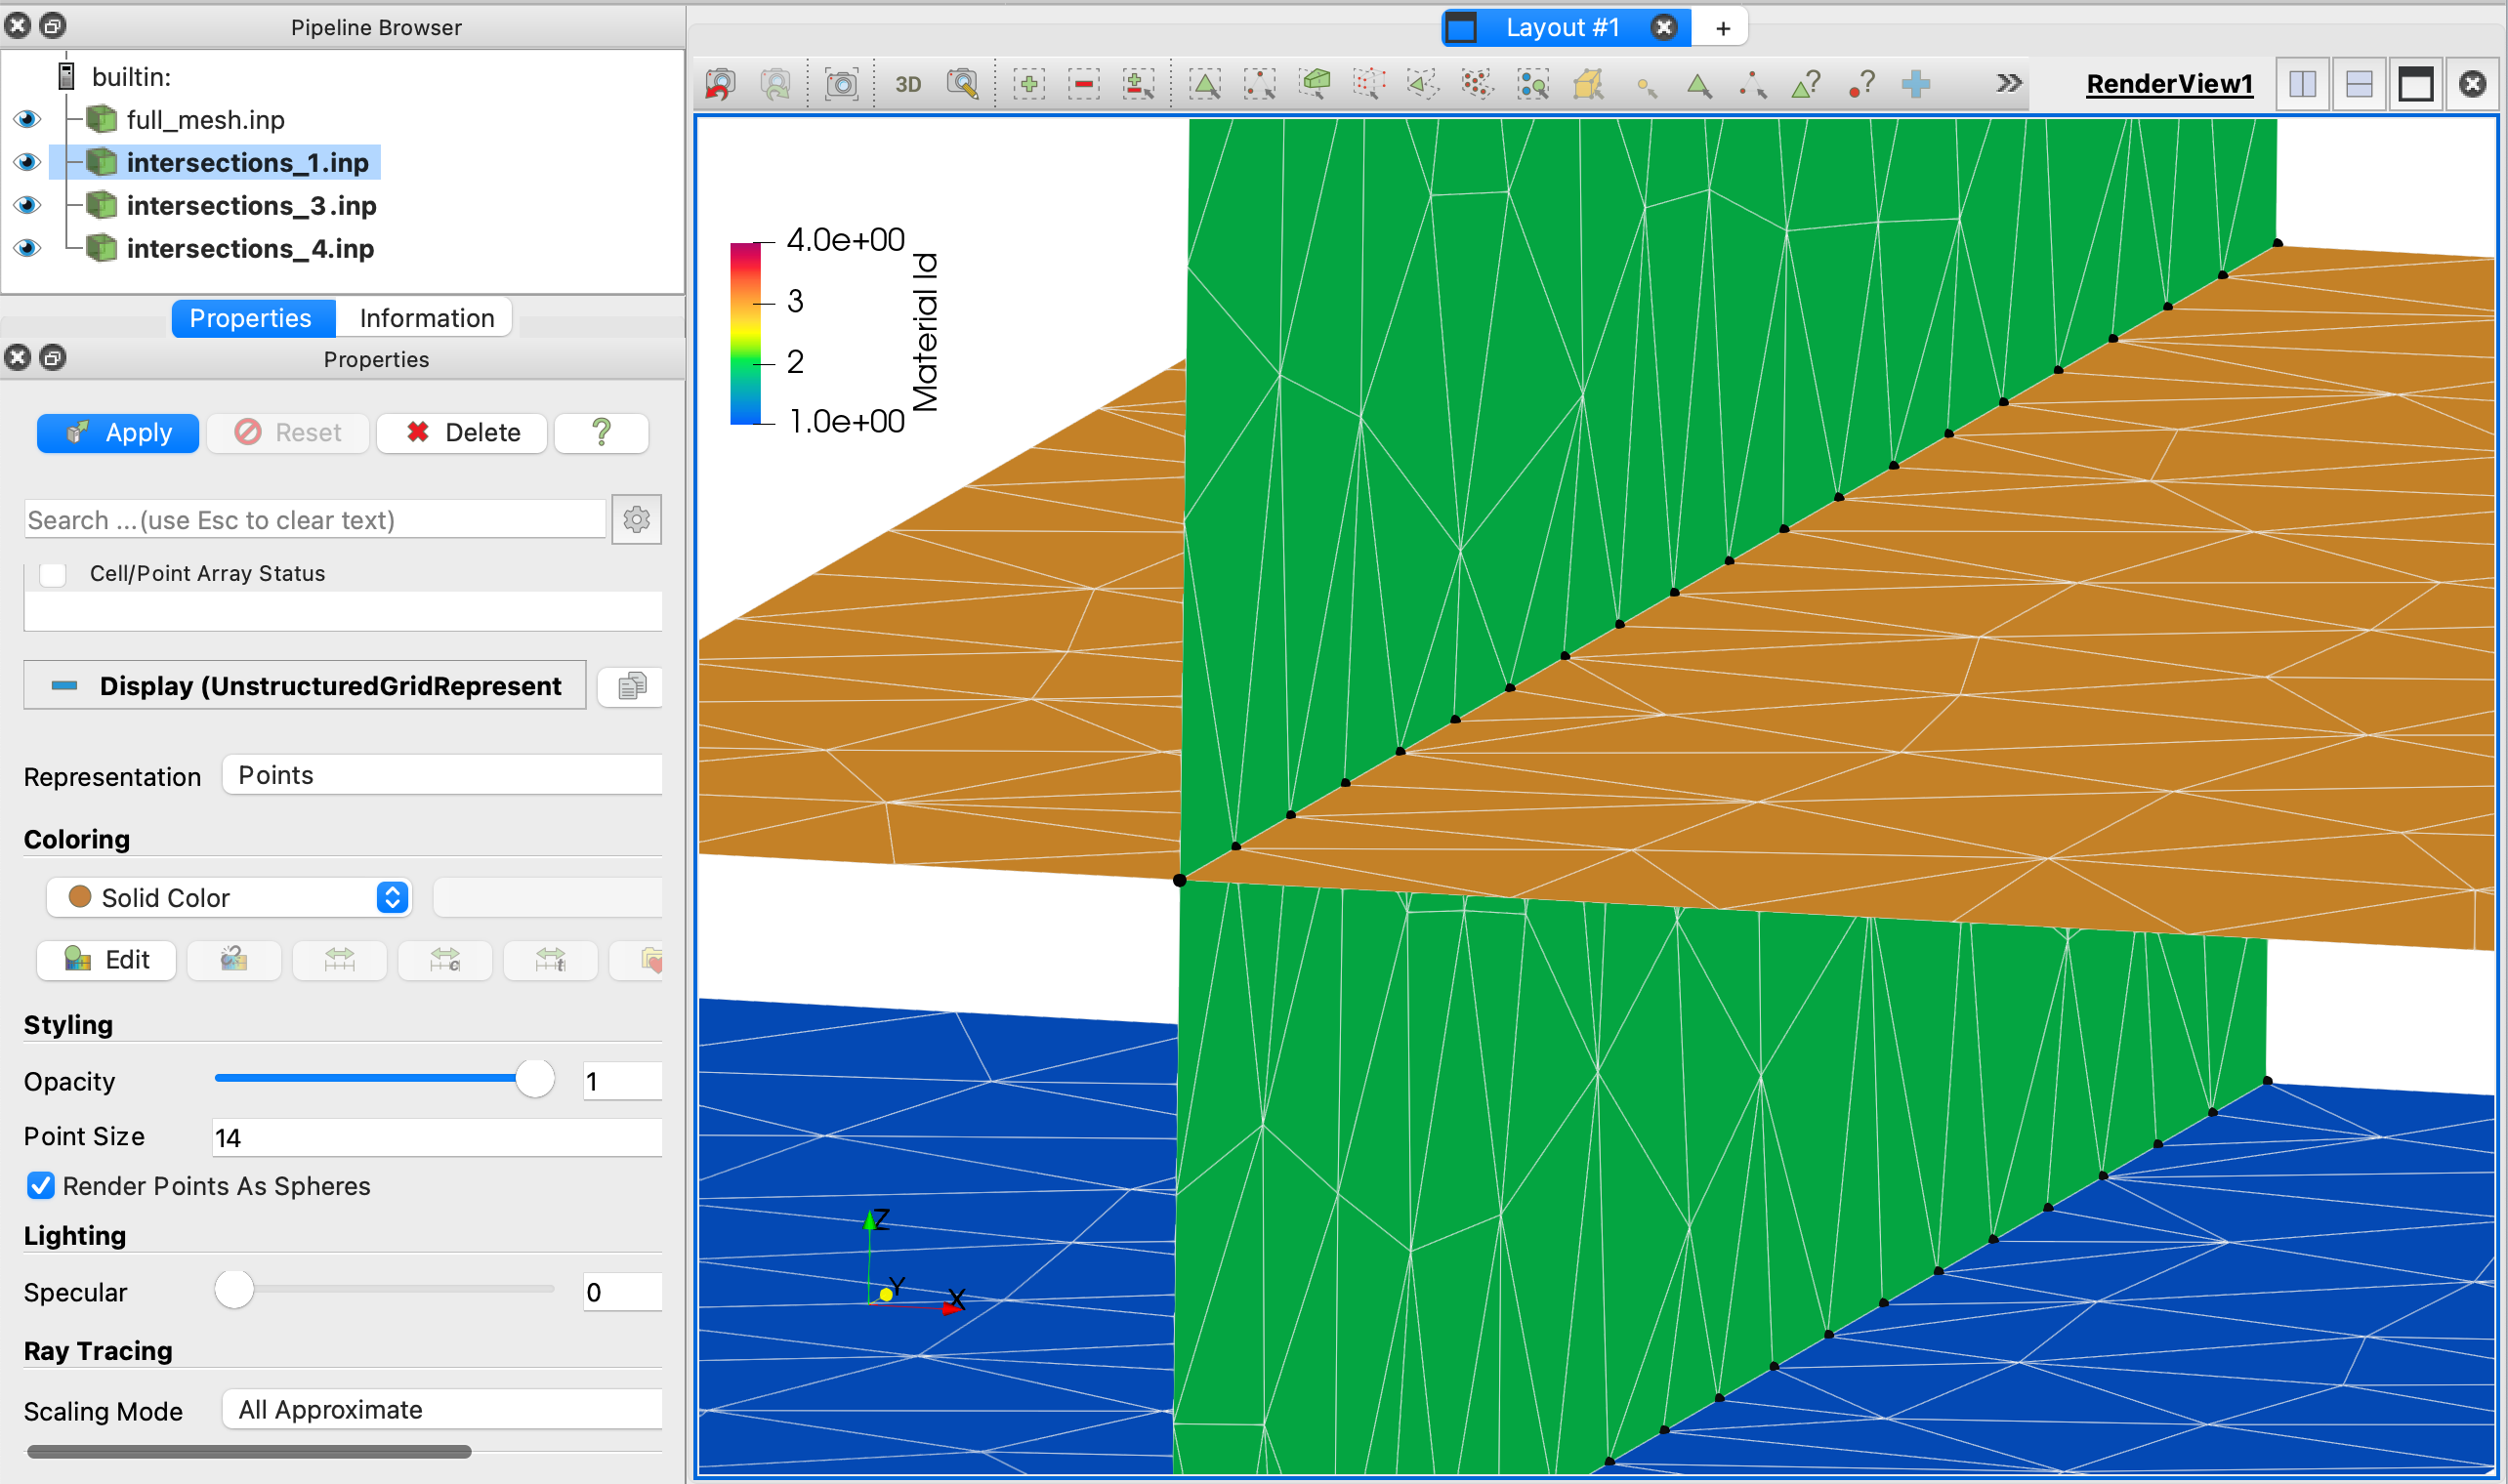 Pipeline Browser
builtin:
full_mesh.inp
intersections_1.inp
intersections_3.inp
intersections_4.inp
Properties
Information
Properties
Apply
Reset
Delete
?
Search ...(use Esc to clear text)
Cell/Point Array Status
Display (UnstructuredGridRepresent
Representation
Points
Coloring
Solid Color
Edit
c
t
Styling
Opacity
1
Point Size
14
Render Points As Spheres
Lighting
Specular
0
Ray Tracing
Scaling Mode
All Approximate
Layout #1
+
3D
?
?
RenderView1
4.0e+00
3
2
1.0e+00
Material Id
Z
Y
X